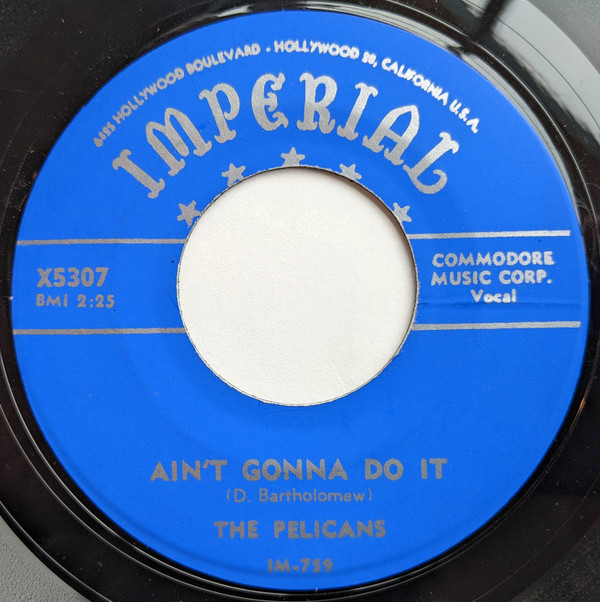 6425 HOLLYWOOD BOULEVARD • HOLLYWOOD 28, CALIFORNIA U.S.A.
IMPERIAL
X5307
BMI 2:25
COMMODORE
MUSIC CORP.
Vocal
AIN'T GONNA DO IT
(D. Bartholomew)
THE PELICANS
IM-759